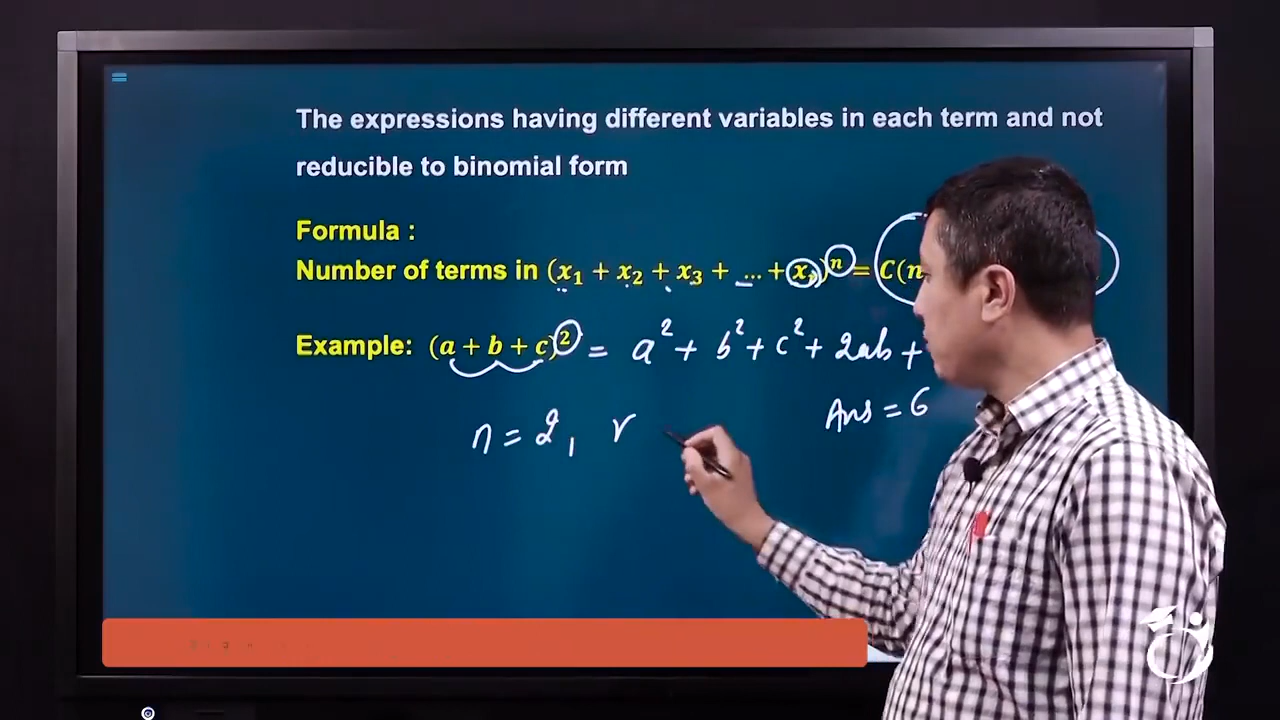 The expressions having different variables in each term and not
reducible to binomial form
Formula :
Number of terms in (x₁ + x₂ + x₃ + ... + xᵣ)ⁿ = C(n
Example: (a + b + c)² = a² + b² + c² + 2ab +
Ans = 6
n = 2, r